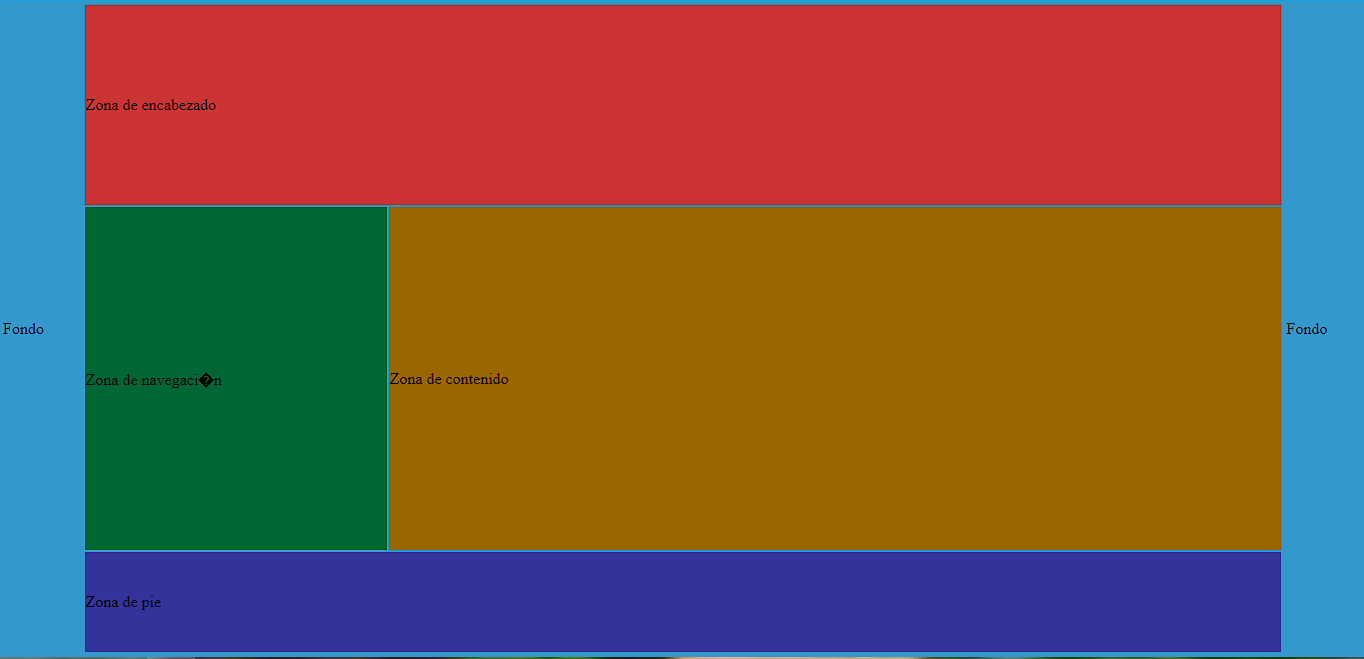 Zona de encabezado
Fondo
Fondo
Zona de navegaci�n
Zona de contenido
Zona de pie